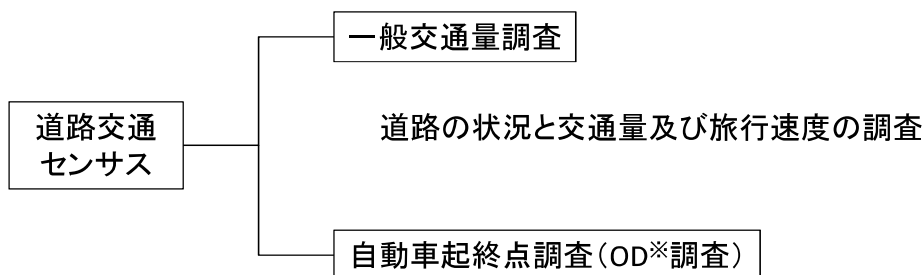 一般交通量調査
道路交通
センサス
道路の状況と交通量及び旅行速度の調査
自動車起終点調査(OD※調査)